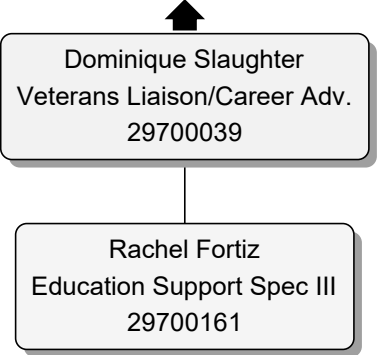 Dominique Slaughter
Veterans Liaison/Career Adv.
29700039
Rachel Fortiz
Education Support Spec III
29700161